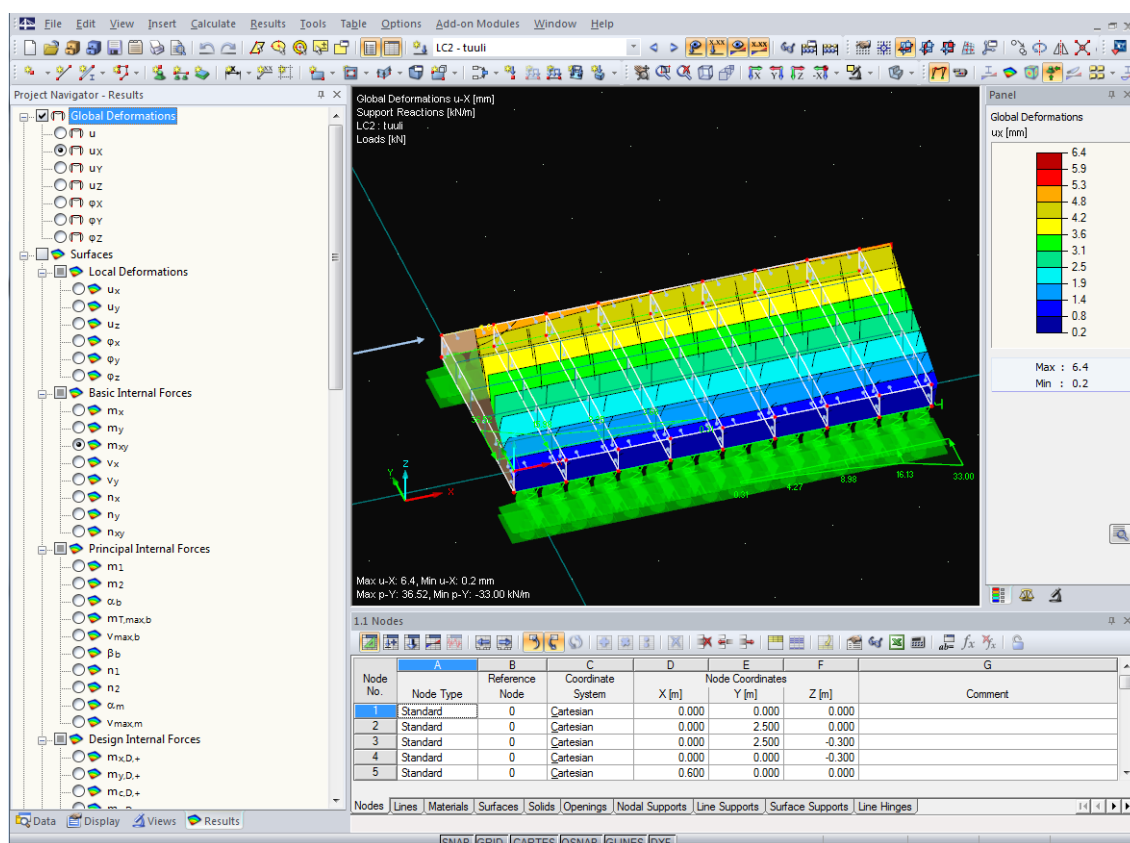 File Edit View Insert Calculate Results Tools Table Options Add-on Modules Window Help
LC2 - tuuli
Project Navigator - Results
Global Deformations
u
uX
uY
uZ
φX
φY
φZ
Surfaces
Local Deformations
ux
uy
uz
φx
φy
φz
Basic Internal Forces
mx
my
mxy
vx
vy
nx
ny
nxy
Principal Internal Forces
m1
m2
αb
mT,max,b
vmax,b
βb
n1
n2
αm
vmax,m
Design Internal Forces
mx,D,+
my,D,+
mc,D,+
Data Display Views Results
Global Deformations u-X [mm]
Support Reactions [kN/m]
LC2 : tuuli
Loads [kN]
Z
Y
X
0.31
4.27
8.98
16.13
33.00
Max u-X: 6.4, Min u-X: 0.2 mm
Max p-Y: 36.52, Min p-Y: -33.00 kN/m
Panel
Global Deformations
ux [mm]
6.4
5.9
5.3
4.8
4.2
3.6
3.1
2.5
1.9
1.4
0.8
0.2
Max : 6.4
Min : 0.2
1.1 Nodes
A B C D E F G
Node No. Node Type Reference Node Coordinate System Node Coordinates X [m] Y [m] Z [m] Comment
1 Standard 0 Cartesian 0.000 0.000 0.000
2 Standard 0 Cartesian 0.000 2.500 0.000
3 Standard 0 Cartesian 0.000 2.500 -0.300
4 Standard 0 Cartesian 0.000 0.000 -0.300
5 Standard 0 Cartesian 0.600 0.000 0.000
Nodes Lines Materials Surfaces Solids Openings Nodal Supports Line Supports Surface Supports Line Hinges
SNAP GRID CARTES OSNAP GLINES DXF